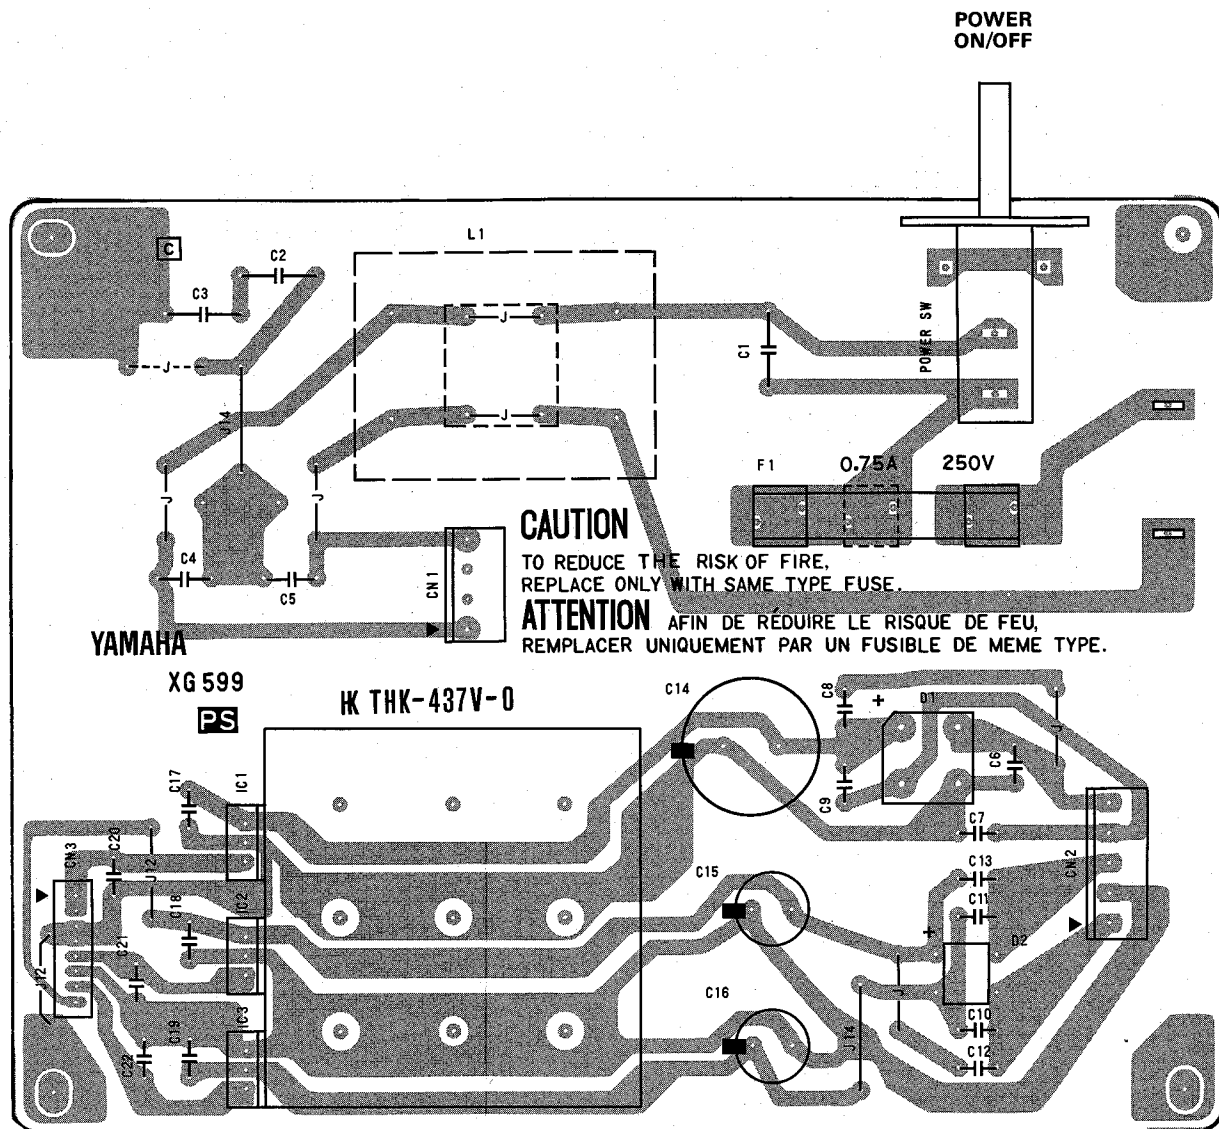 POWER
ON/OFF
C
C2
L1
C3
C1
POWER SW
J
J
J14
J
F1
0.75A
250V
J
J
CAUTION
TO REDUCE THE RISK OF FIRE,
REPLACE ONLY WITH SAME TYPE FUSE.
ATTENTION AFIN DE RÉDUIRE LE RISQUE DE FEU,
REMPLACER UNIQUEMENT PAR UN FUSIBLE DE MEME TYPE.
C4
C5
CN1
YAMAHA
XG 599
PS
HK THK-437V-0
C14
C8
+
D1
J
C17
IC1
C9
C6
C7
CN3
C20
J12
C15
C13
CN2
C18
IC2
C11
+
D2
C21
J12
C16
J
C10
C19
IC3
C22
J14
C12